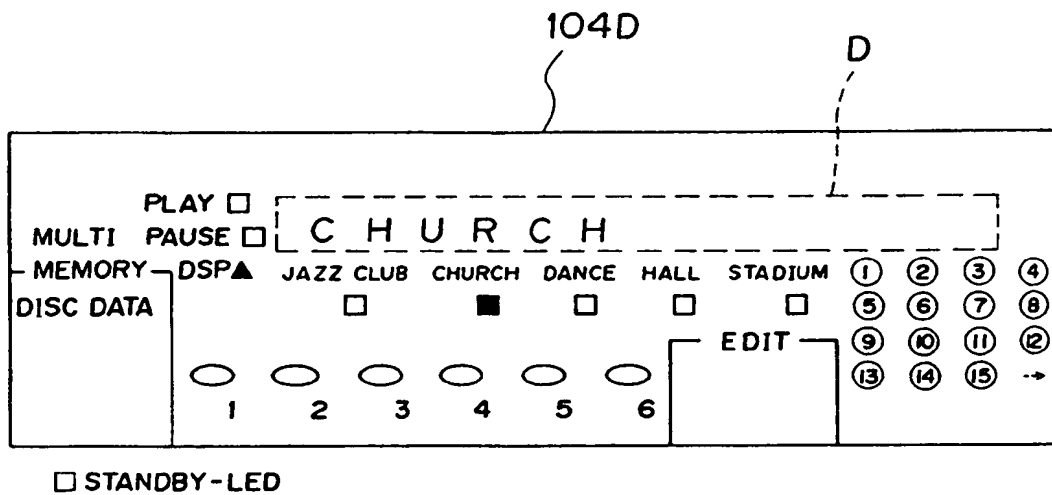 104D
D
PLAY
CHURCH
MULTI PAUSE
MEMORY DSP▲ JAZZ CLUB CHURCH DANCE HALL STADIUM 1 2 3 4
DISC DATA 5 6 7 8
EDIT 9 10 11 12
13 14 15 ->
1 2 3 4 5 6
STANDBY-LED